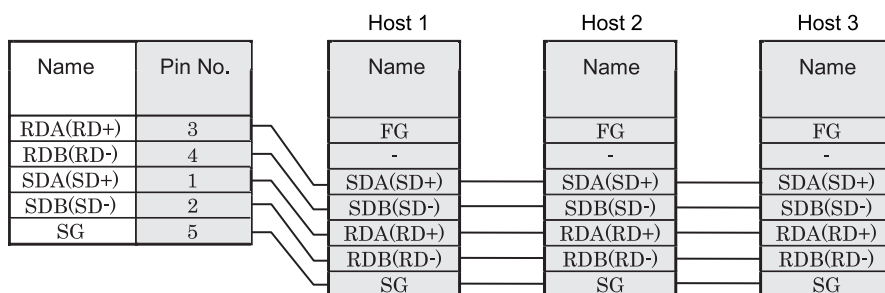 Host 1 Host 2 Host 3
Name Pin No. Name Name Name
RDA(RD+) 3 FG FG FG
RDB(RD-) 4 - - -
SDA(SD+) 1 SDA(SD+) SDA(SD+) SDA(SD+)
SDB(SD-) 2 SDB(SD-) SDB(SD-) SDB(SD-)
SG 5 RDA(RD+) RDA(RD+) RDA(RD+)
RDB(RD-) RDB(RD-) RDB(RD-)
SG SG SG